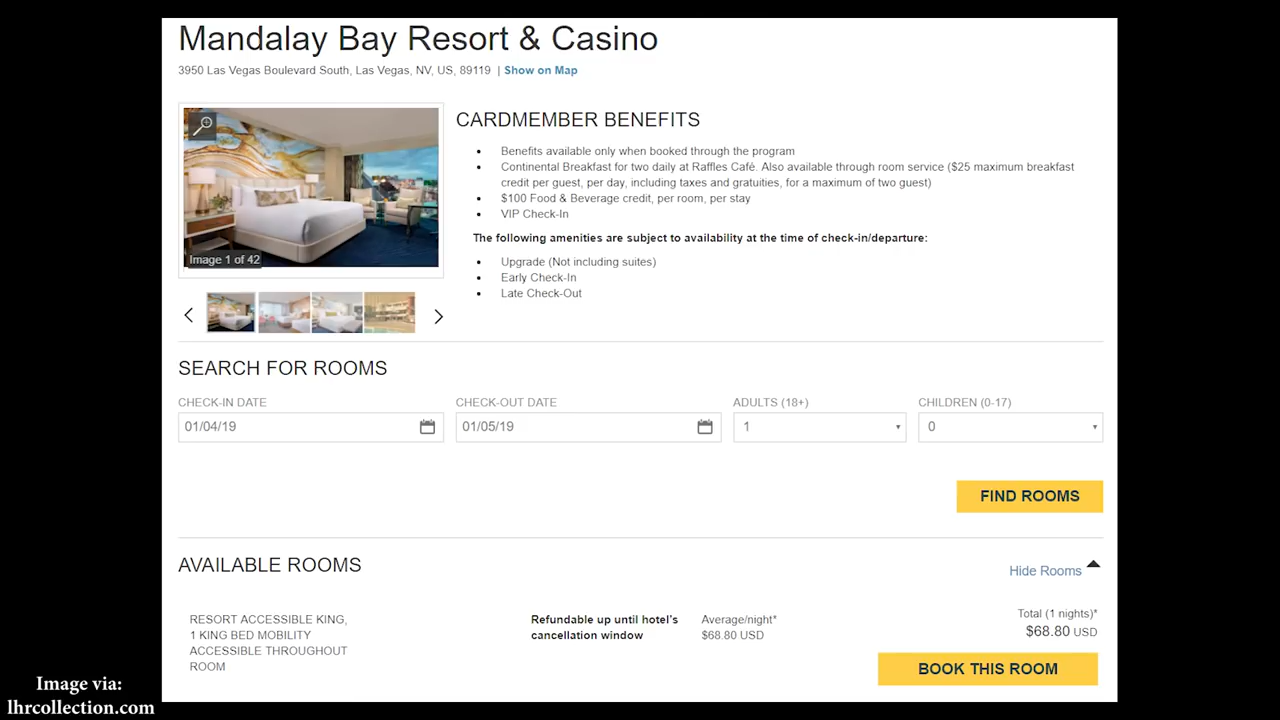 Mandalay Bay Resort & Casino
3950 Las Vegas Boulevard South, Las Vegas, NV, US, 89119 | Show on Map
Image 1 of 42
CARDMEMBER BENEFITS
• Benefits available only when booked through the program
• Continental Breakfast for two daily at Raffles Café. Also available through room service ($25 maximum breakfast
credit per guest, per day, including taxes and gratuities, for a maximum of two guest)
• $100 Food & Beverage credit, per room, per stay
• VIP Check-In
The following amenities are subject to availability at the time of check-in/departure:
• Upgrade (Not including suites)
• Early Check-In
• Late Check-Out
SEARCH FOR ROOMS
CHECK-IN DATE
01/04/19
CHECK-OUT DATE
01/05/19
ADULTS (18+)
1
CHILDREN (0-17)
0
FIND ROOMS
AVAILABLE ROOMS
Hide Rooms
RESORT ACCESSIBLE KING,
1 KING BED MOBILITY
ACCESSIBLE THROUGHOUT
ROOM
Refundable up until hotel's
cancellation window
Average/night*
$68.80 USD
Total (1 nights)*
$68.80 USD
BOOK THIS ROOM
Image via:
lhrcollection.com